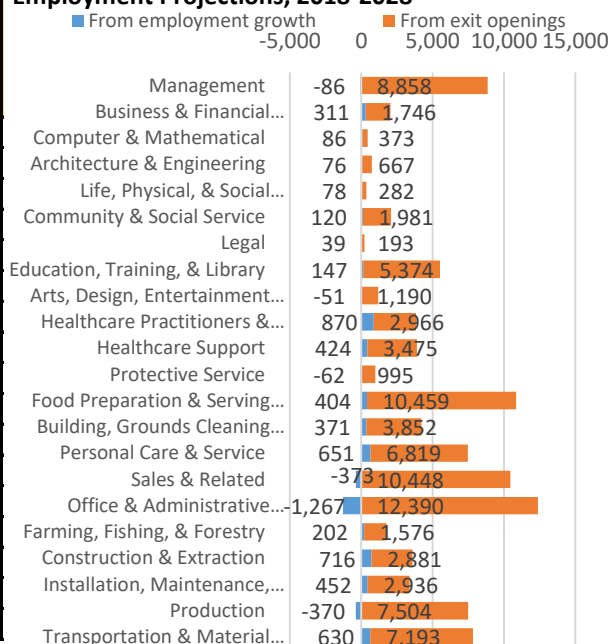 Employment Projections, 2018-2028
From employment growth From exit openings
-5,000 0 5,000 10,000 15,000
Management -86 8,858
Business & Financial... 311 1,746
Computer & Mathematical 86 373
Architecture & Engineering 76 667
Life, Physical, & Social... 78 282
Community & Social Service 120 1,981
Legal 39 193
Education, Training, & Library 147 5,374
Arts, Design, Entertainment... -51 1,190
Healthcare Practitioners &... 870 2,966
Healthcare Support 424 3,475
Protective Service -62 995
Food Preparation & Serving... 404 10,459
Building, Grounds Cleaning... 371 3,852
Personal Care & Service 651 6,819
Sales & Related -373 10,448
Office & Administrative... -1,267 12,390
Farming, Fishing, & Forestry 202 1,576
Construction & Extraction 716 2,881
Installation, Maintenance,... 452 2,936
Production -370 7,504
Transportation & Material... 630 7,193